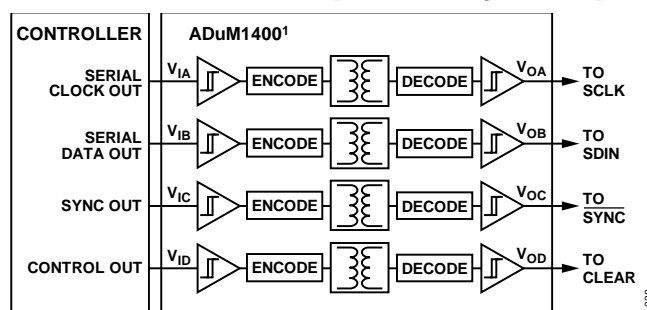 CONTROLLER
ADuM1400¹
SERIAL
CLOCK OUT
V_IA
ENCODE
DECODE
V_OA
TO
SCLK
SERIAL
DATA OUT
V_IB
ENCODE
DECODE
V_OB
TO
SDIN
SYNC OUT
V_IC
ENCODE
DECODE
V_OC
TO
SYNC
CONTROL OUT
V_ID
ENCODE
DECODE
V_OD
TO
CLEAR